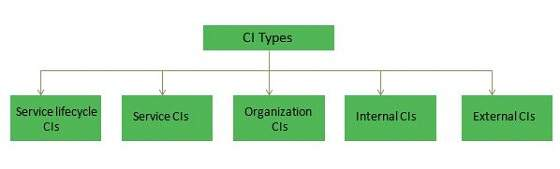 CI Types
Service lifecycle
CIs
Service CIs
Organization
CIs
Internal CIs
External CIs